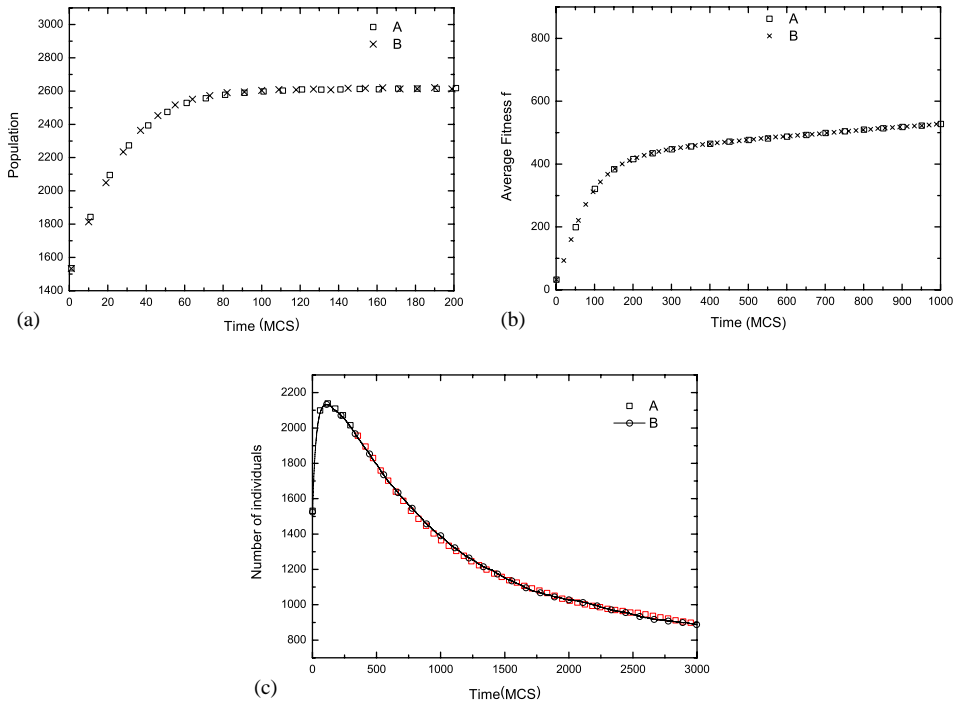 3000
2800
2600
2400
2200
2000
1800
1600
1400
Population
0 20 40 60 80 100 120 140 160 180 200
Time (MCS)
A
B
(a)
800
600
400
200
0
Average Fitness f
0 100 200 300 400 500 600 700 800 900 1000
Time (MCS)
A
B
(b)
2200
2000
1800
1600
1400
1200
1000
800
Number of individuals
0 500 1000 1500 2000 2500 3000
Time(MCS)
A
B
(c)